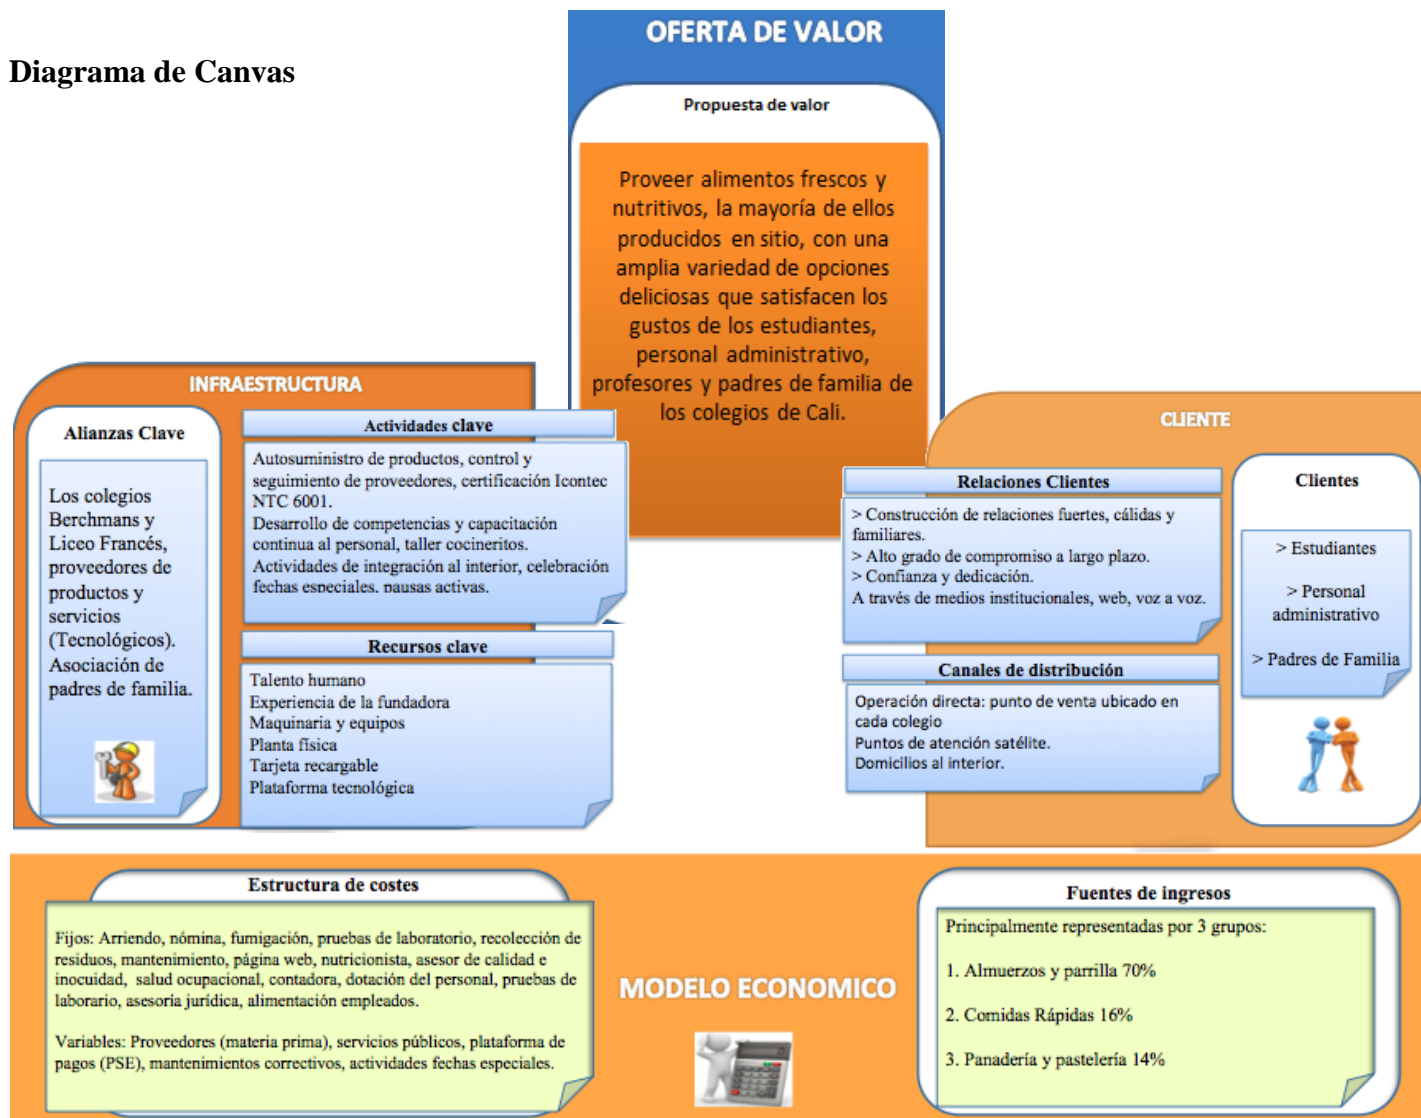 Diagrama de Canvas
OFERTA DE VALOR
Propuesta de valor
Proveer alimentos frescos y
nutritivos, la mayoría de ellos
producidos en sitio, con una
amplia variedad de opciones
deliciosas que satisfacen los
gustos de los estudiantes,
personal administrativo,
profesores y padres de familia de
los colegios de Cali.
INFRAESTRUCTURA
Alianzas Clave
Los colegios
Berchmans y
Liceo Francés,
proveedores de
productos y
servicios
(Tecnológicos).
Asociación de
padres de familia.
Actividades clave
Autosuministro de productos, control y
seguimiento de proveedores, certificación Icontec
NTC 6001.
Desarrollo de competencias y capacitación
continua al personal, taller cocineritos.
Actividades de integración al interior, celebración
fechas especiales, pausas activas.
Recursos clave
Talento humano
Experiencia de la fundadora
Maquinaria y equipos
Planta física
Tarjeta recargable
Plataforma tecnológica
CLIENTE
Relaciones Clientes
> Construcción de relaciones fuertes, cálidas y
familiares.
> Alto grado de compromiso a largo plazo.
> Confianza y dedicación.
A través de medios institucionales, web, voz a voz.
Canales de distribución
Operación directa: punto de venta ubicado en
cada colegio
Puntos de atención satélite.
Domicilios al interior.
Clientes
> Estudiantes
> Personal
administrativo
> Padres de Familia
Estructura de costes
Fijos: Arriendo, nómina, fumigación, pruebas de laboratorio, recolección de
residuos, mantenimiento, página web, nutricionista, asesor de calidad e
inocuidad, salud ocupacional, contadora, dotación del personal, pruebas de
laborario, asesoría jurídica, alimentación empleados.
Variables: Proveedores (materia prima), servicios públicos, plataforma de
pagos (PSE), mantenimientos correctivos, actividades fechas especiales.
MODELO ECONOMICO
Fuentes de ingresos
Principalmente representadas por 3 grupos:
1. Almuerzos y parrilla 70%
2. Comidas Rápidas 16%
3. Panadería y pastelería 14%